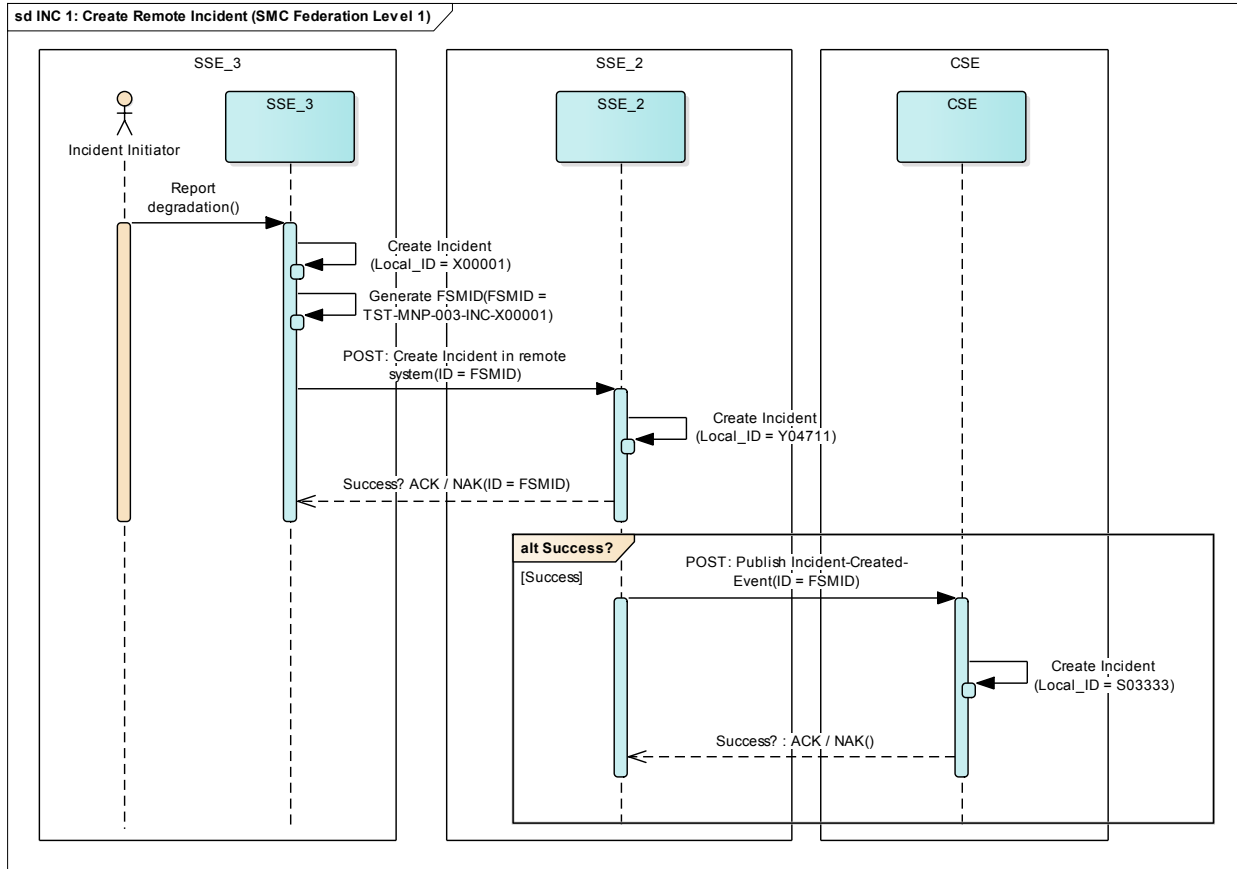 sd INC 1: Create Remote Incident (SMC Federation Level 1)
SSE_3
SSE_2
CSE
SSE_3
SSE_2
CSE
Incident Initiator
Report
degradation()
Create Incident
(Local_ID = X00001)
Generate FSMID(FSMID =
TST-MNP-003-INC-X00001)
POST: Create Incident in remote
system(ID = FSMID)
Create Incident
(Local_ID = Y04711)
Success? ACK / NAK(ID = FSMID)
alt Success?
[Success]
POST: Publish Incident-Created-
Event(ID = FSMID)
Create Incident
(Local_ID = S03333)
Success? : ACK / NAK()